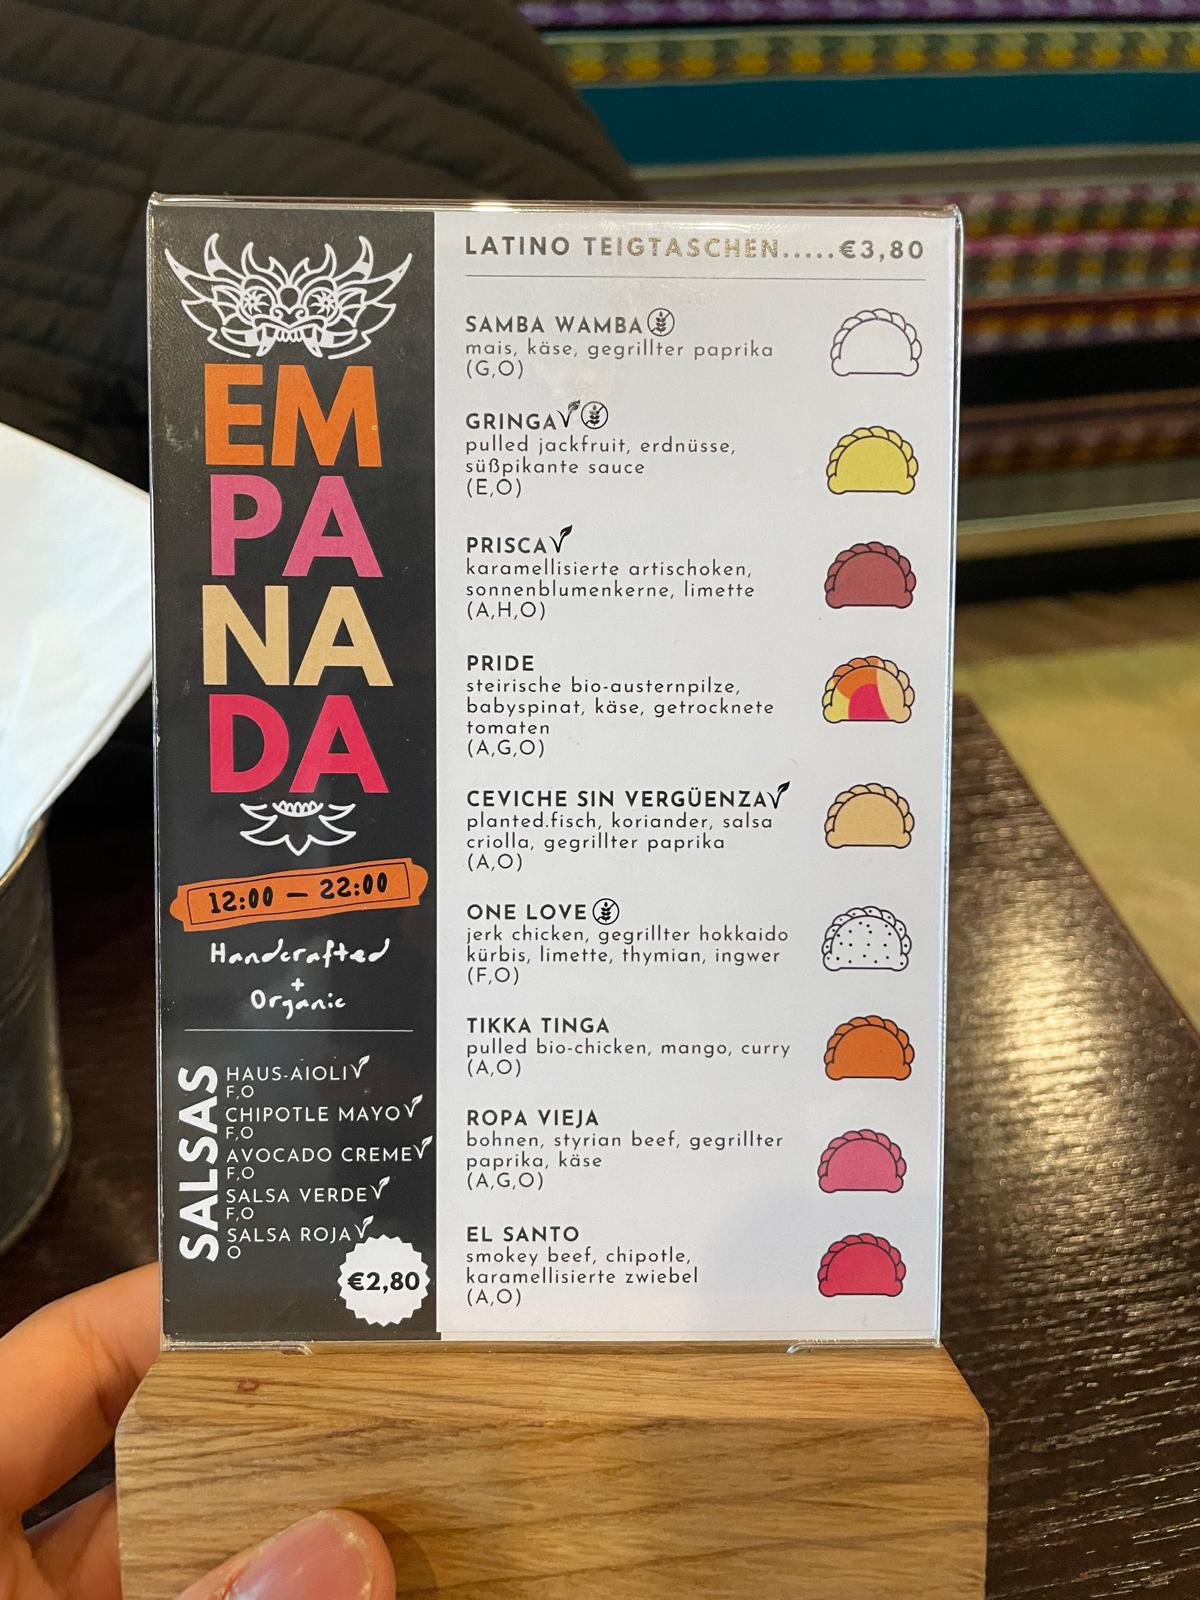 EM
PA
NA
DA
12:00 – 22:00
Handcrafted
+
Organic
SALSAS
HAUS-AIOLI
F,O
CHIPOTLE MAYO
F,O
AVOCADO CREME
F,O
SALSA VERDE
F,O
SALSA ROJA
O
€2,80
LATINO TEIGTASCHEN.....€3,80
SAMBA WAMBA
mais, käse, gegrillter paprika
(G,O)
GRINGA
pulled jackfruit, erdnüsse,
süßpikante sauce
(E,O)
PRISCA
karamellisierte artischoken,
sonnenblumenkerne, limette
(A,H,O)
PRIDE
steirische bio-austernpilze,
babyspinat, käse, getrocknete
tomaten
(A,G,O)
CEVICHE SIN VERGÜENZA
planted.fisch, koriander, salsa
criolla, gegrillter paprika
(A,O)
ONE LOVE
jerk chicken, gegrillter hokkaido
kürbis, limette, thymian, ingwer
(F,O)
TIKKA TINGA
pulled bio-chicken, mango, curry
(A,O)
ROPA VIEJA
bohnen, styrian beef, gegrillter
paprika, käse
(A,G,O)
EL SANTO
smokey beef, chipotle,
karamellisierte zwiebel
(A,O)